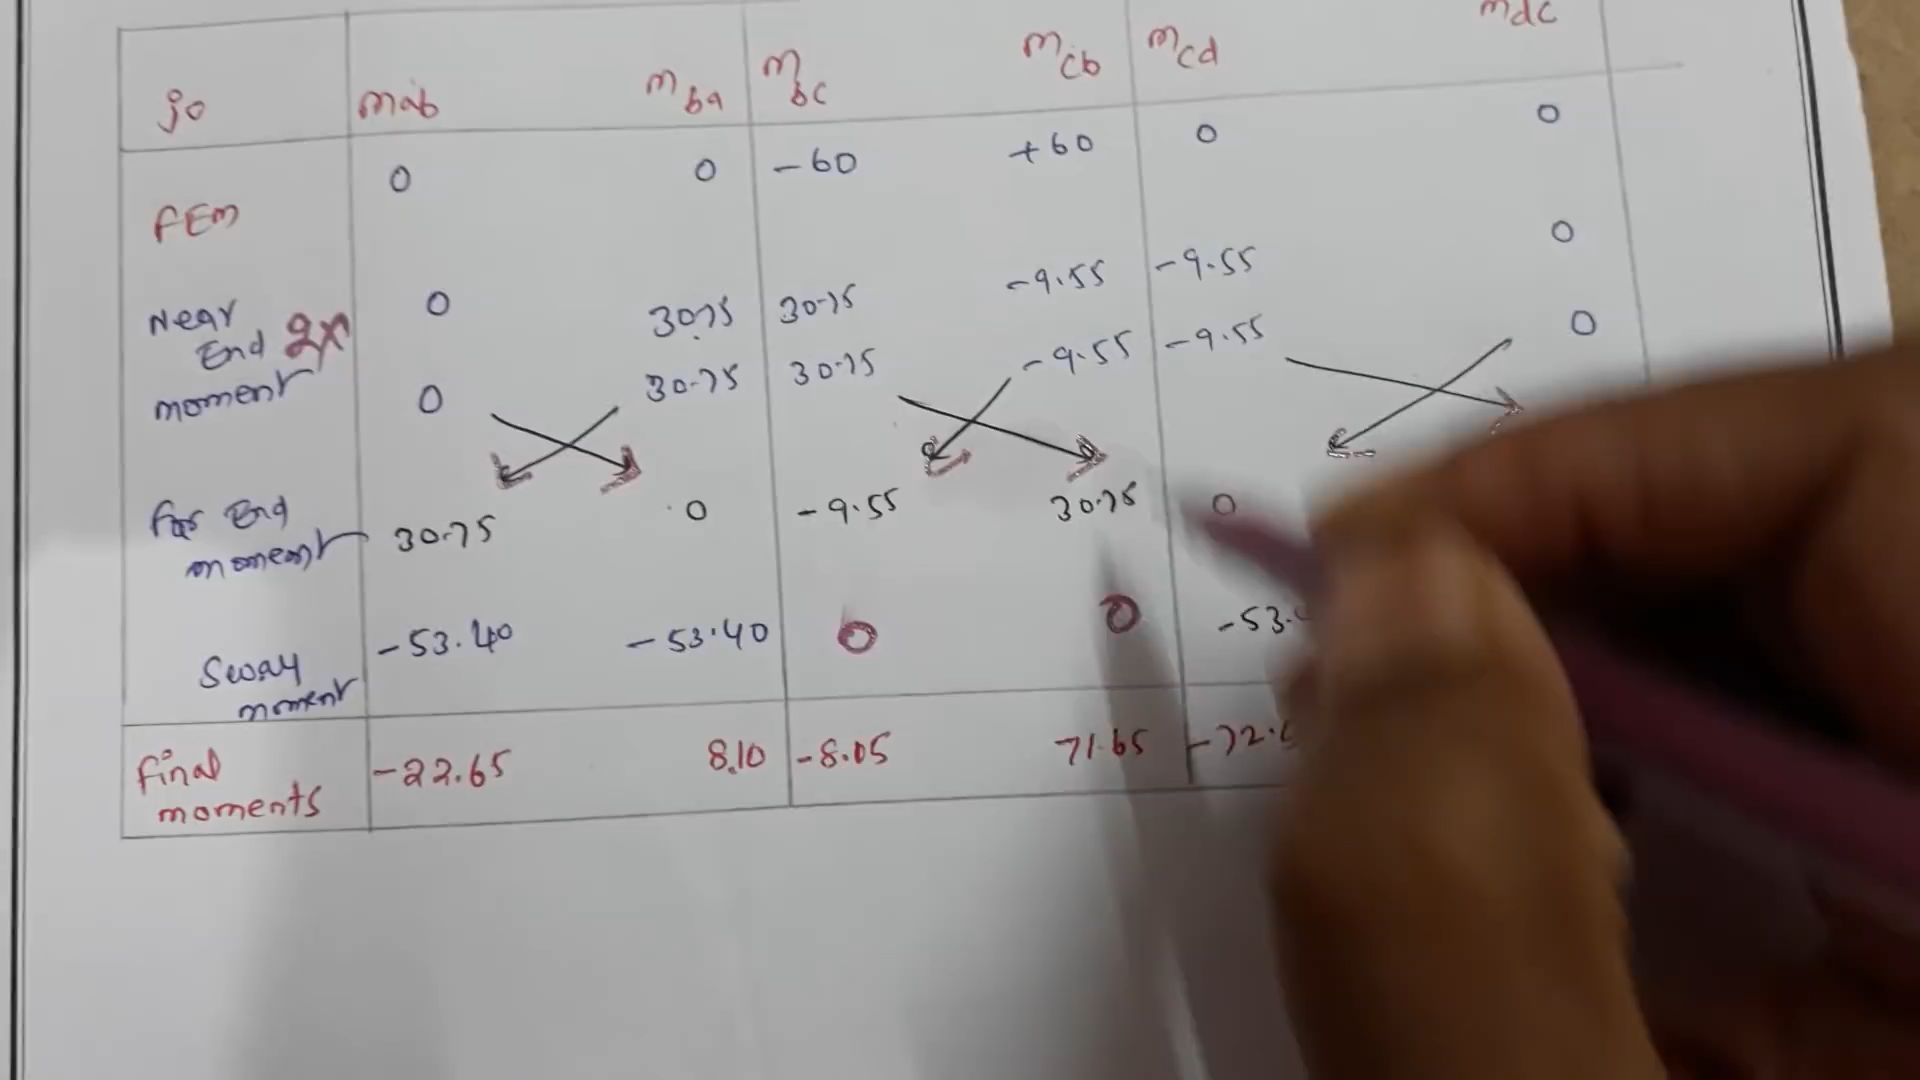 jo mab mba mbc mcb mcd mdc
FEM 0 0 -60 +60 0 0
Near 0 30.75 30.75 -9.55 -9.55 0
End 2x
moment 0 30.75 30.75 -9.55 -9.55 0
far End 30.75 0 -9.55 30.75 0
moment
Sway -53.40 -53.40 0 0
moment
final -22.65 8.10 -8.05 71.65
moments